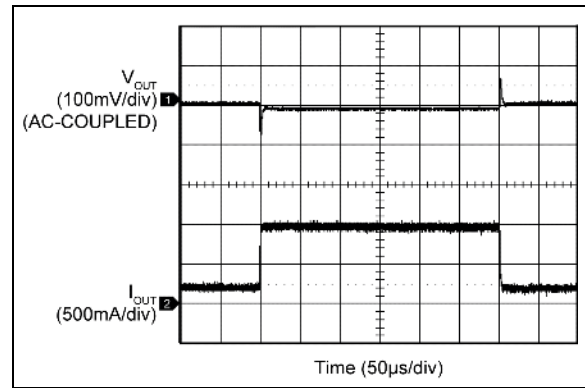 V_OUT
(100mV/div) 1
(AC-COUPLED)
I_OUT 2
(500mA/div)
Time (50µs/div)